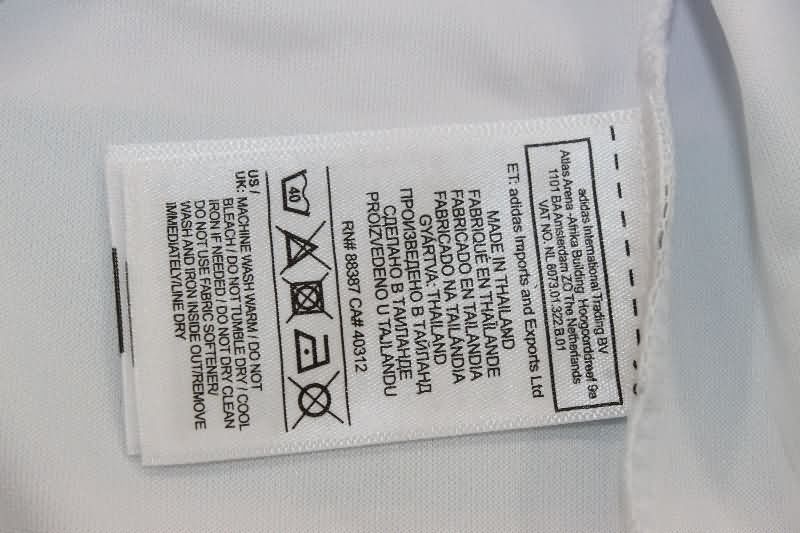 adidas International Trading BV
Atlas Arena -Afrika Building Hoogoorddreef 9a
1101 BA Amsterdam ZO The Netherlands
VAT NO. NL 8073.01.322.B.01
ET: adidas Imports and Exports Ltd
MADE IN THAILAND
FABRIQUÉ EN THAÏLANDE
FABRICADO EN TAILANDIA
FABRICADO NA TAILÂNDIA
GYÁRTVA: THAILAND
ПРОИЗВЕДЕНО В ТАЙЛАНД
СДЕЛАНО В ТАИЛАНДЕ
PROIZVEDENO U TAJLANDU
RN# 88387 CA# 40312
40
US /
UK: MACHINE WASH WARM / DO NOT
BLEACH / DO NOT TUMBLE DRY / COOL
IRON IF NEEDED / DO NOT DRY CLEAN
DO NOT USE FABRIC SOFTENER/
WASH AND IRON INSIDE OUT/REMOVE
IMMEDIATELY/LINE DRY